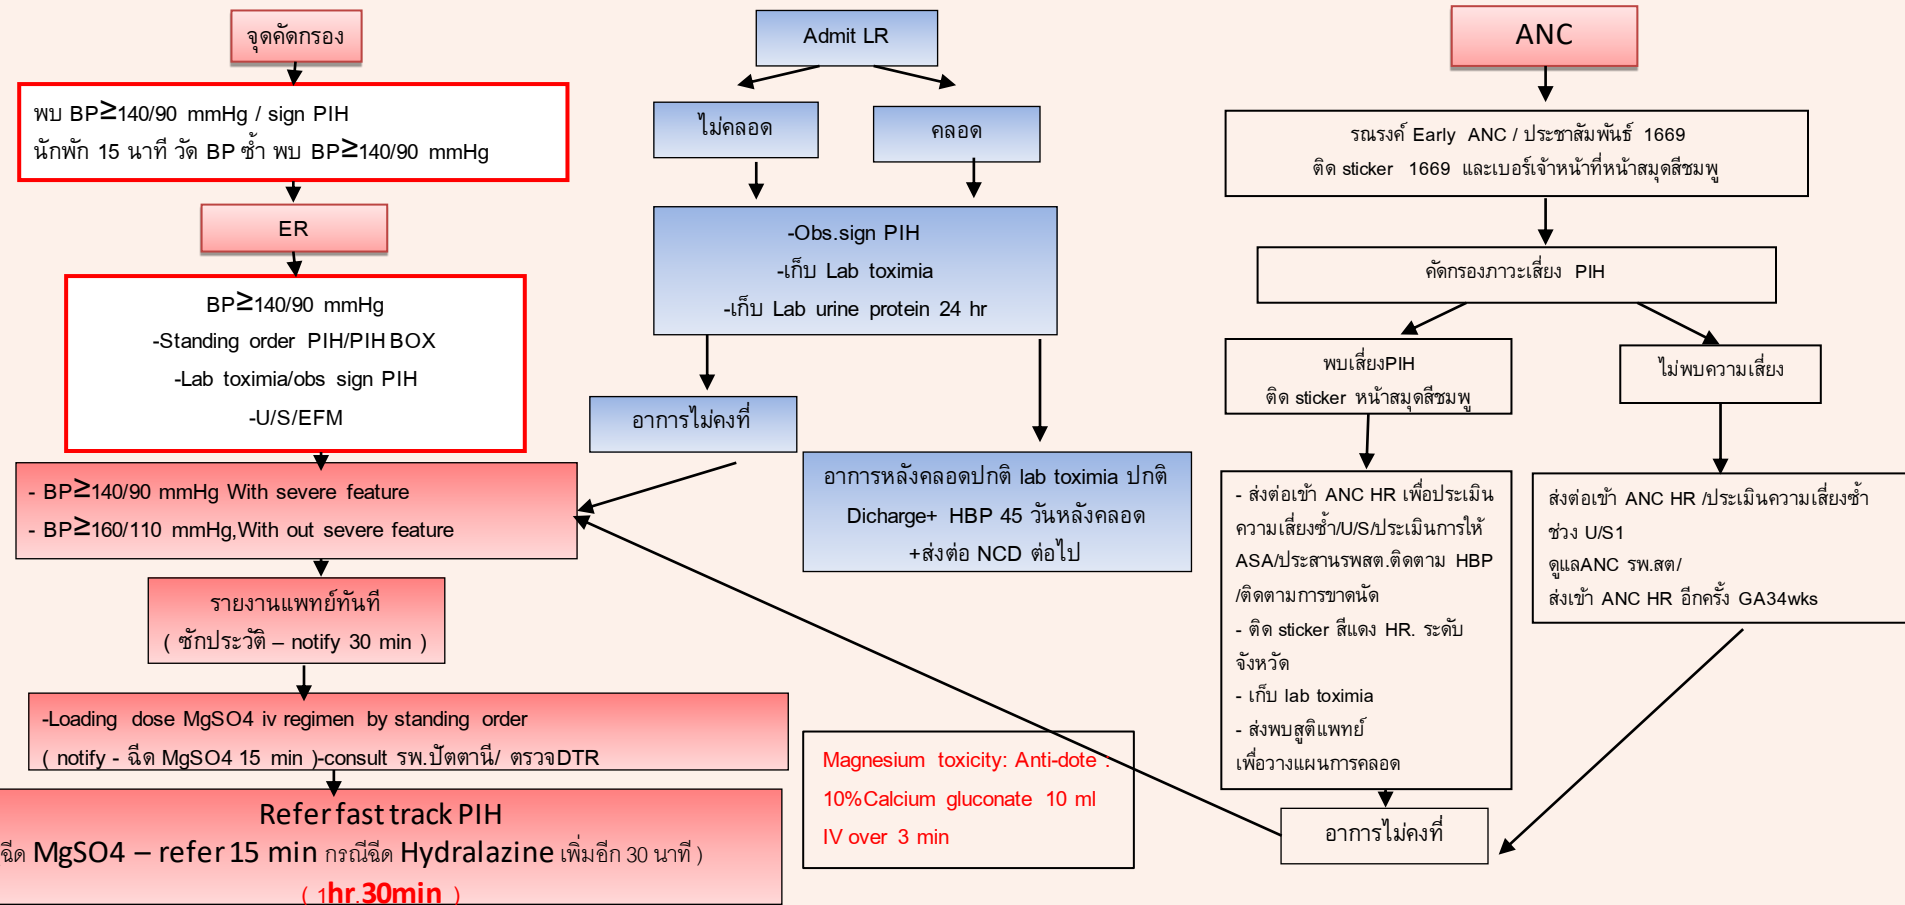 จุดคัดกรอง
พบ BP≥140/90 mmHg / sign PIH
นักพัก 15 นาที วัด BP ซ้ำ พบ BP≥140/90 mmHg
ER
BP≥140/90 mmHg
-Standing order PIH/PIH BOX
-Lab toximia/obs sign PIH
-U/S/EFM
- BP≥140/90 mmHg With severe feature
- BP≥160/110 mmHg,With out severe feature
รายงานแพทย์ทันที
( ซักประวัติ – notify 30 min )
-Loading dose MgSO4 iv regimen by standing order
( notify - ฉีด MgSO4 15 min )-consult รพ.ปัตตานี/ ตรวจDTR
Refer fast track PIH
ฉีด MgSO4 – refer 15 min กรณีฉีด Hydralazine เพิ่มอีก 30 นาที )
( 1hr.30min )
Admit LR
ไม่คลอด
คลอด
-Obs.sign PIH
-เก็บ Lab toximia
-เก็บ Lab urine protein 24 hr
อาการไม่คงที่
อาการหลังคลอดปกติ lab toximia ปกติ
Dicharge+ HBP 45 วันหลังคลอด
+ส่งต่อ NCD ต่อไป
Magnesium toxicity: Anti-dote :
10%Calcium gluconate 10 ml
IV over 3 min
ANC
รณรงค์ Early ANC / ประชาสัมพันธ์ 1669
ติด sticker 1669 และเบอร์เจ้าหน้าที่หน้าสมุดสีชมพู
คัดกรองภาวะเสี่ยง PIH
พบเสี่ยงPIH
ติด sticker หน้าสมุดสีชมพู
ไม่พบความเสี่ยง
- ส่งต่อเข้า ANC HR เพื่อประเมิน
ความเสี่ยงซ้ำ/U/S/ประเมินการให้
ASA/ประสานรพสต.ติดตาม HBP
/ติดตามการขาดนัด
- ติด sticker สีแดง HR. ระดับ
จังหวัด
- เก็บ lab toximia
- ส่งพบสูติแพทย์
เพื่อวางแผนการคลอด
ส่งต่อเข้า ANC HR /ประเมินความเสี่ยงซ้ำ
ช่วง U/S1
ดูแลANC รพ.สต/
ส่งเข้า ANC HR อีกครั้ง GA34wks
อาการไม่คงที่